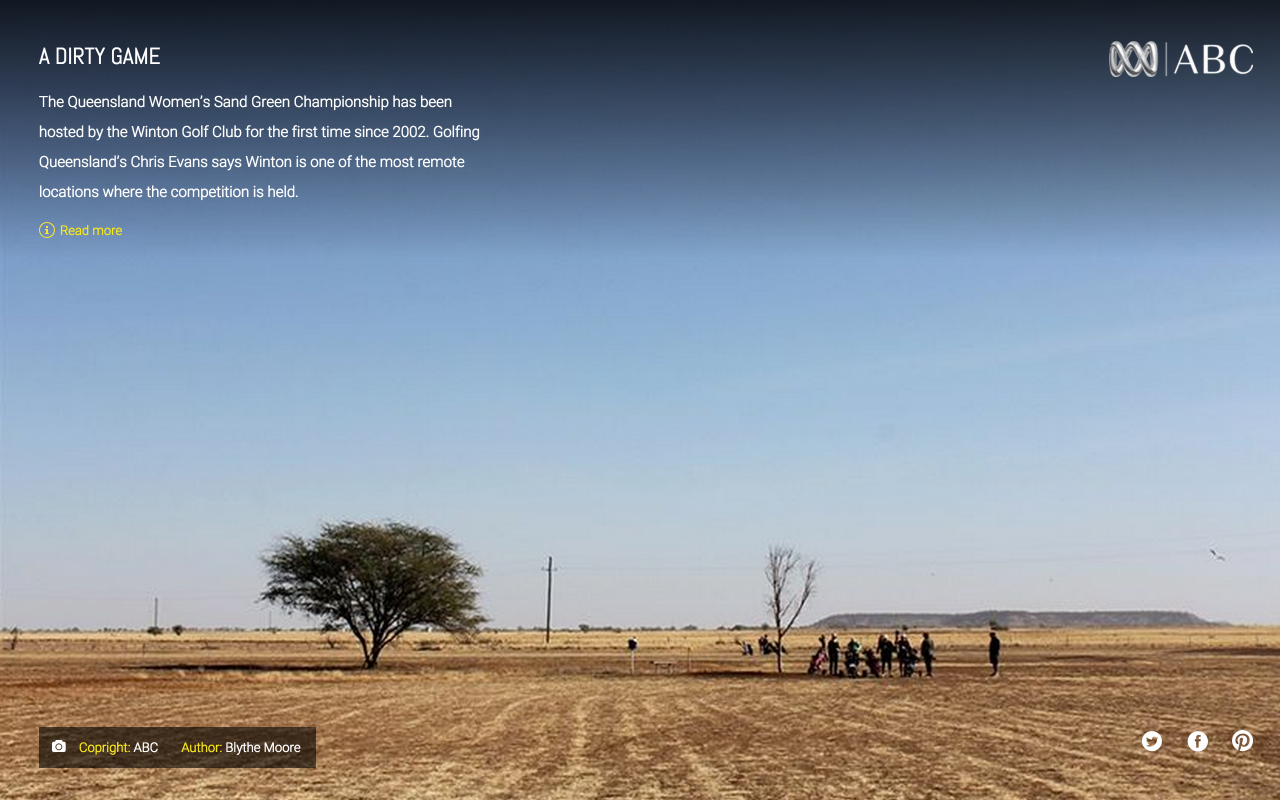 A DIRTY GAME
ABC
The Queensland Women's Sand Green Championship has been
hosted by the Winton Golf Club for the first time since 2002. Golfing
Queensland's Chris Evans says Winton is one of the most remote
locations where the competition is held.
Read more
Copright: ABC Author: Blythe Moore